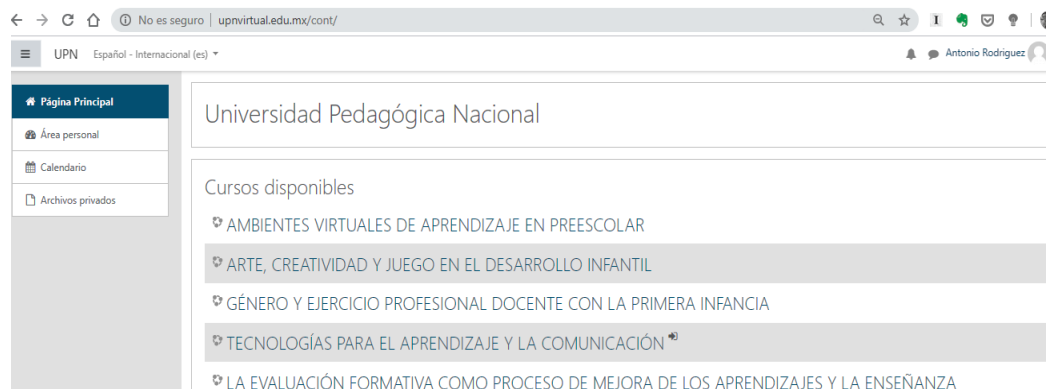 No es seguro | upnvirtual.edu.mx/cont/
UPN Español - Internacional (es)
Antonio Rodriguez
Página Principal
Área personal
Calendario
Archivos privados
Universidad Pedagógica Nacional
Cursos disponibles
AMBIENTES VIRTUALES DE APRENDIZAJE EN PREESCOLAR
ARTE, CREATIVIDAD Y JUEGO EN EL DESARROLLO INFANTIL
GÉNERO Y EJERCICIO PROFESIONAL DOCENTE CON LA PRIMERA INFANCIA
TECNOLOGÍAS PARA EL APRENDIZAJE Y LA COMUNICACIÓN
LA EVALUACIÓN FORMATIVA COMO PROCESO DE MEJORA DE LOS APRENDIZAJES Y LA ENSEÑANZA